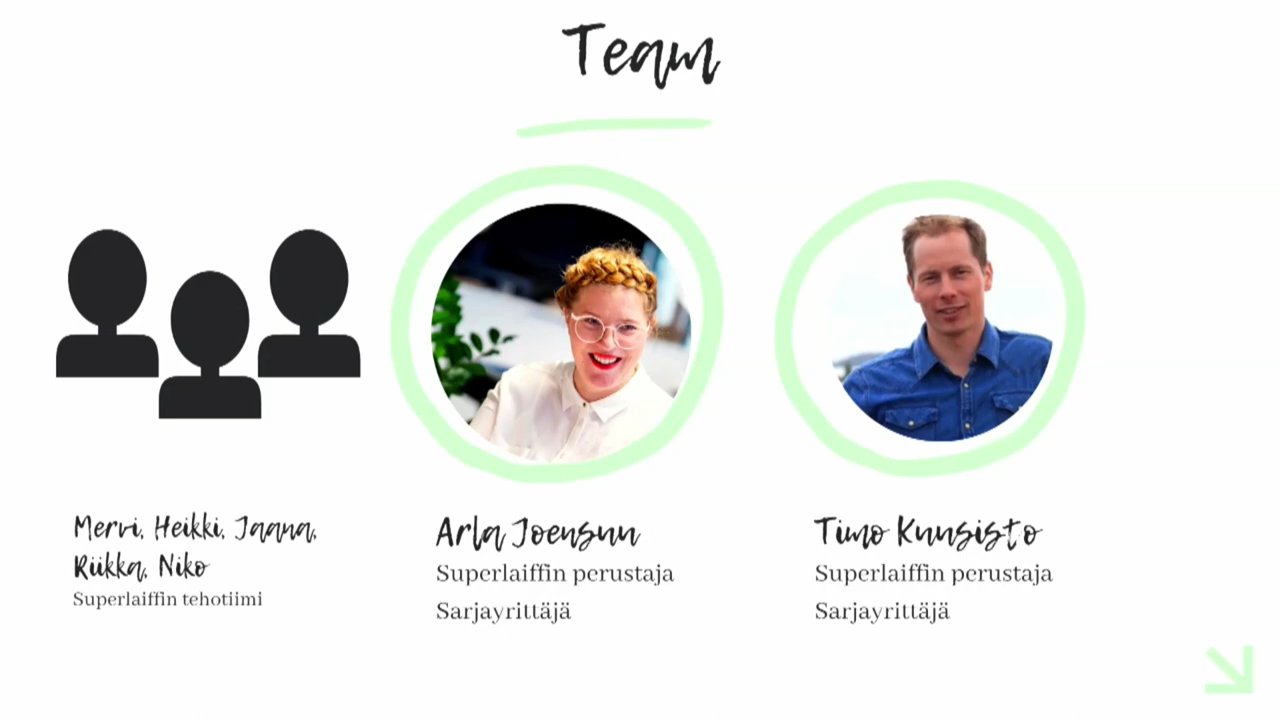 Team
Mervi, Heikki, Jaana,
Riikka, Niko
Superlaiffin tehotiimi
Arla Joensuu
Superlaiffin perustaja
Sarjayrittäjä
Timo Kuusisto
Superlaiffin perustaja
Sarjayrittäjä